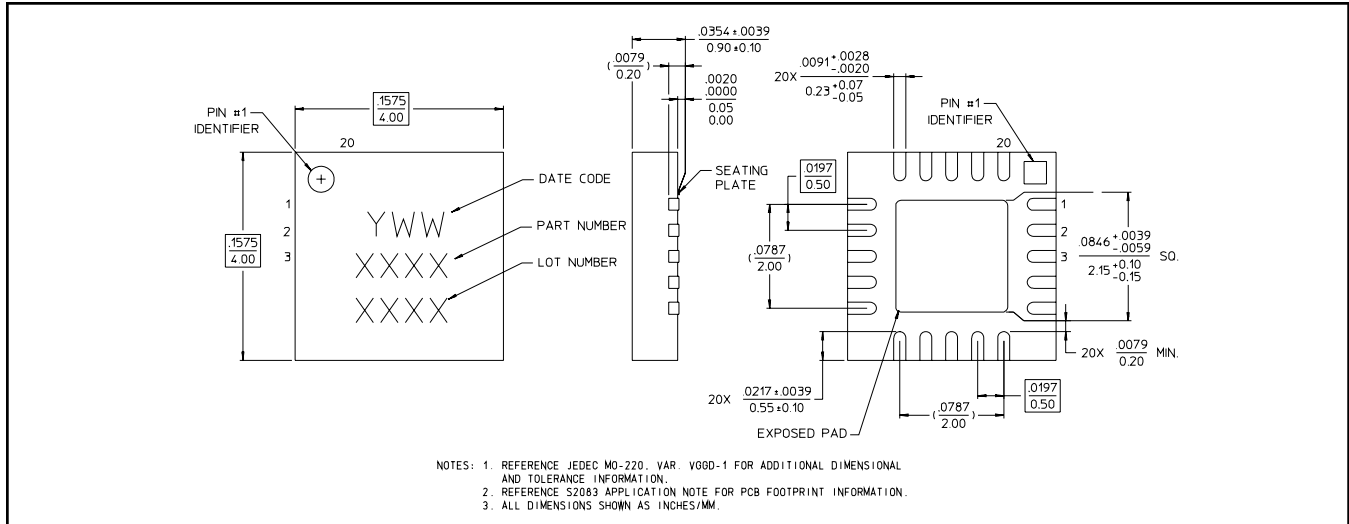 PIN #1
IDENTIFIER
.1575
4.00
20
.1575
4.00
1
2
3
YWW
XXXX
XXXX
DATE CODE
PART NUMBER
LOT NUMBER
.0354±.0039
0.90±0.10
(.0079
0.20)
.0020
.0000
0.05
0.00
SEATING
PLATE
20X .0091 +.0028 -.0020
0.23 +0.07 -0.05
PIN #1
IDENTIFIER
20
.0197
0.50
(.0787
2.00)
1
2
3
.0846 +.0039 -.0059
2.15 +0.10 -0.15
SQ.
20X .0079
0.20 MIN.
20X .0217±.0039
0.55±0.10
(.0787
2.00)
.0197
0.50
EXPOSED PAD
NOTES: 1. REFERENCE JEDEC MO-220, VAR. VGGD-1 FOR ADDITIONAL DIMENSIONAL
AND TOLERANCE INFORMATION.
2. REFERENCE S2083 APPLICATION NOTE FOR PCB FOOTPRINT INFORMATION.
3. ALL DIMENSIONS SHOWN AS INCHES/MM.